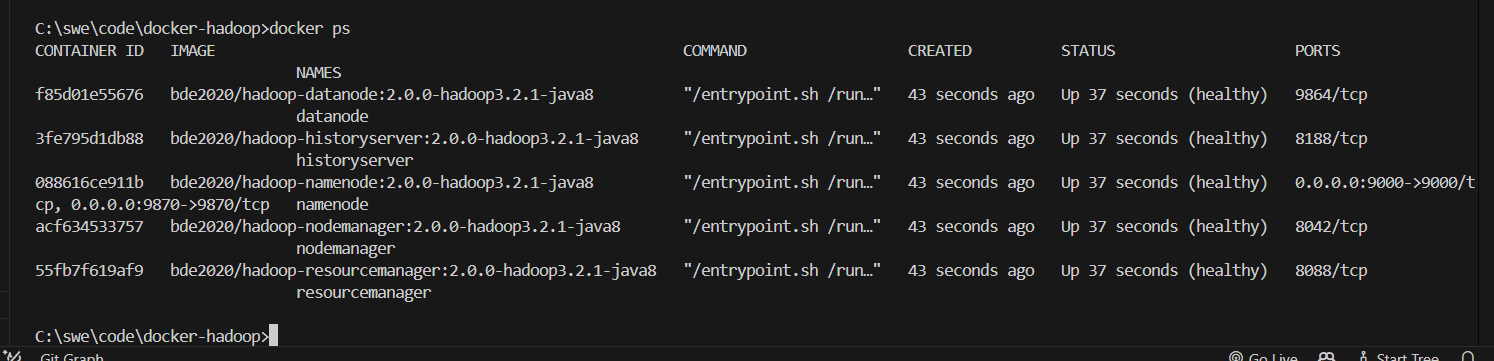 C:\swe\code\docker-hadoop>docker ps
CONTAINER ID   IMAGE                                                    COMMAND                  CREATED          STATUS                    PORTS
                             NAMES
f85d01e55676   bde2020/hadoop-datanode:2.0.0-hadoop3.2.1-java8          "/entrypoint.sh /run…"   43 seconds ago   Up 37 seconds (healthy)   9864/tcp
                             datanode
3fe795d1db88   bde2020/hadoop-historyserver:2.0.0-hadoop3.2.1-java8     "/entrypoint.sh /run…"   43 seconds ago   Up 37 seconds (healthy)   8188/tcp
                             historyserver
088616ce911b   bde2020/hadoop-namenode:2.0.0-hadoop3.2.1-java8          "/entrypoint.sh /run…"   43 seconds ago   Up 37 seconds (healthy)   0.0.0.0:9000->9000/t
cp, 0.0.0.0:9870->9870/tcp   namenode
acf634533757   bde2020/hadoop-nodemanager:2.0.0-hadoop3.2.1-java8       "/entrypoint.sh /run…"   43 seconds ago   Up 37 seconds (healthy)   8042/tcp
                             nodemanager
55fb7f619af9   bde2020/hadoop-resourcemanager:2.0.0-hadoop3.2.1-java8   "/entrypoint.sh /run…"   43 seconds ago   Up 37 seconds (healthy)   8088/tcp
                             resourcemanager
C:\swe\code\docker-hadoop>
Git Graph Go Live Start Tree